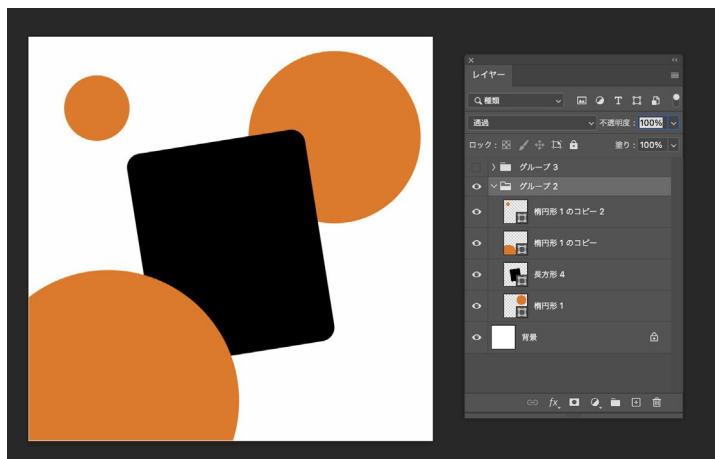 レイヤー
種類
通過
不透明度： 100%
ロック： 塗り： 100%
グループ 3
グループ 2
楕円形 1 のコピー 2
楕円形 1 のコピー
長方形 4
楕円形 1
背景
fx